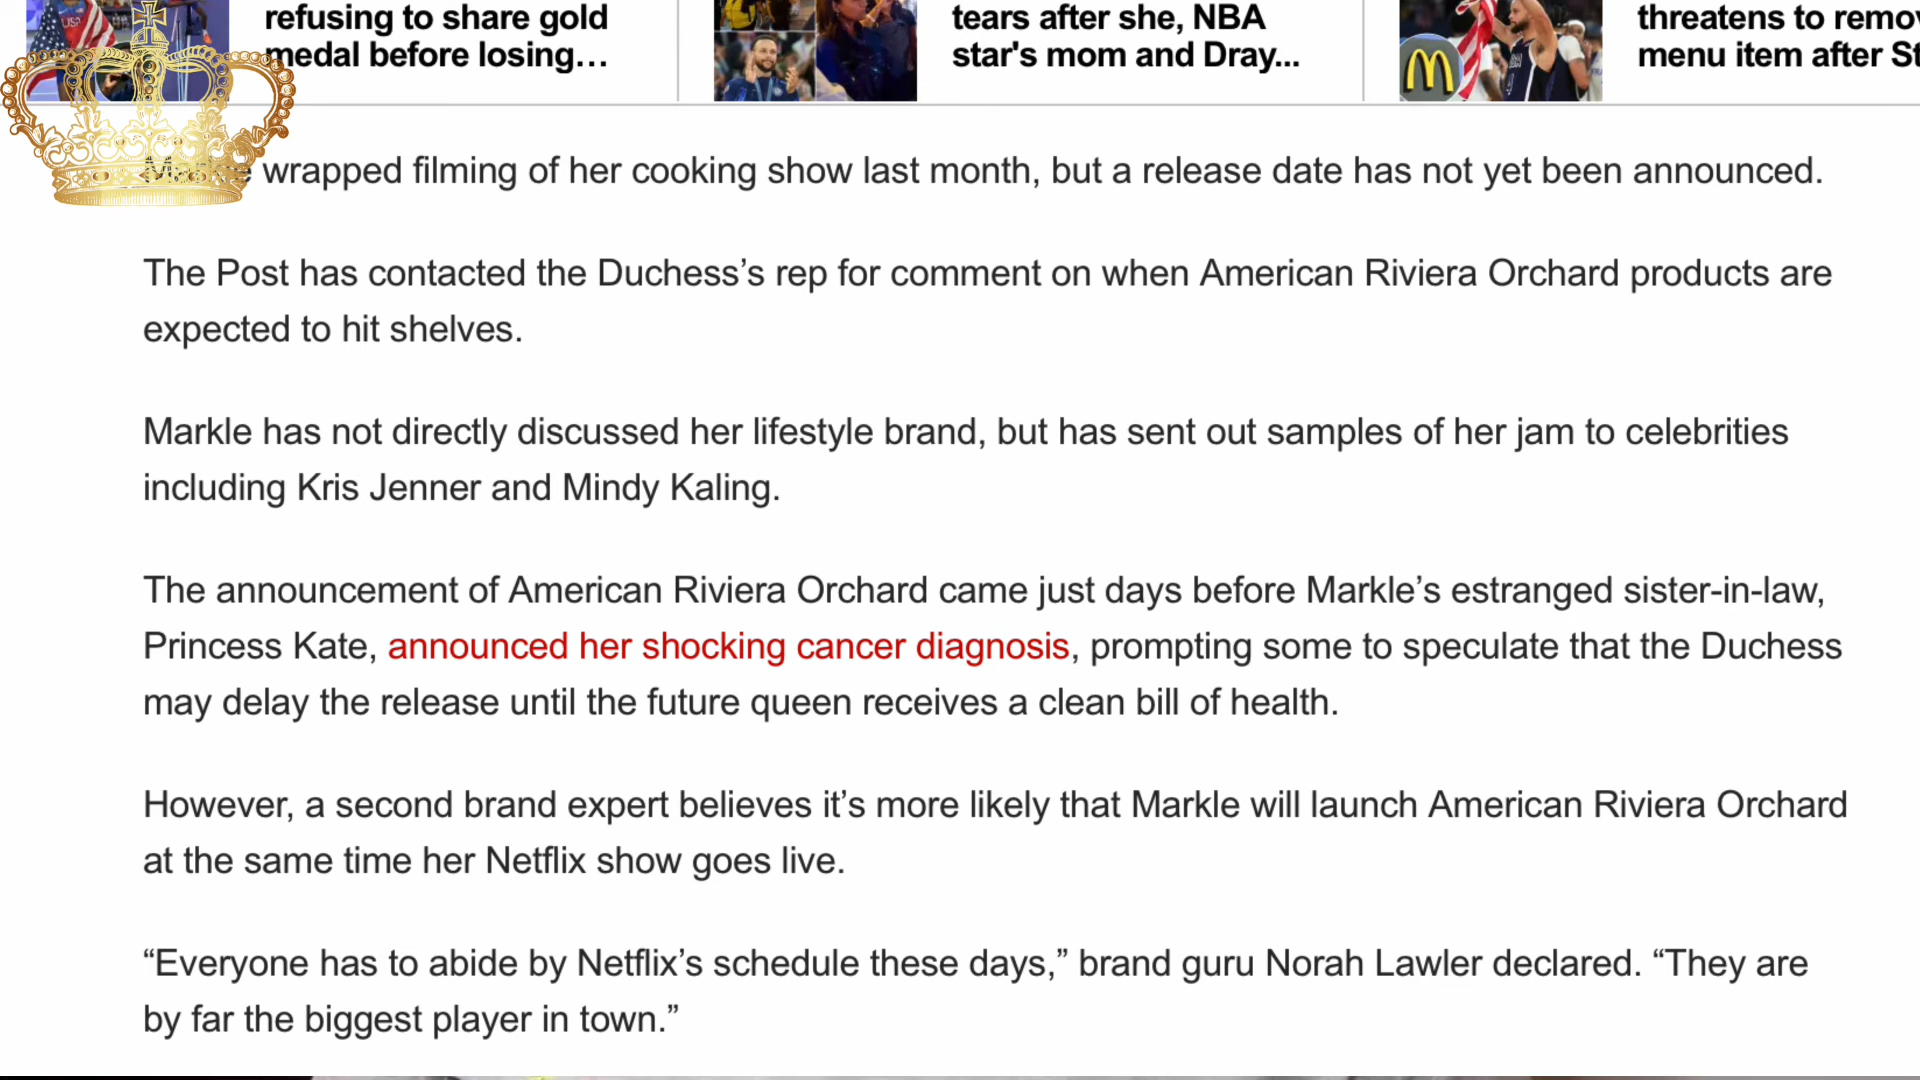 refusing to share gold
medal before losing...
tears after she, NBA
star's mom and Dray...
threatens to remov
menu item after St
USA
Markle wrapped filming of her cooking show last month, but a release date has not yet been announced.
The Post has contacted the Duchess’s rep for comment on when American Riviera Orchard products are
expected to hit shelves.
Markle has not directly discussed her lifestyle brand, but has sent out samples of her jam to celebrities
including Kris Jenner and Mindy Kaling.
The announcement of American Riviera Orchard came just days before Markle’s estranged sister-in-law,
Princess Kate, announced her shocking cancer diagnosis, prompting some to speculate that the Duchess
may delay the release until the future queen receives a clean bill of health.
However, a second brand expert believes it’s more likely that Markle will launch American Riviera Orchard
at the same time her Netflix show goes live.
“Everyone has to abide by Netflix’s schedule these days,” brand guru Norah Lawler declared. “They are
by far the biggest player in town.”